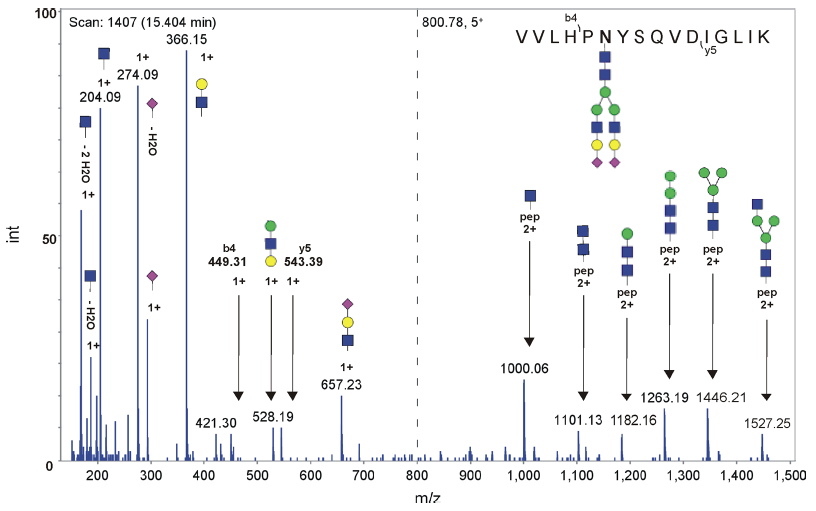 Scan: 1407 (15.404 min)
800.78, 5⁺
b4
V V L H P N Y S Q V D I G L I K
y5
100
50
0
int
366.15
1+
1+
274.09
1+
204.09
- H2O
- 2 H2O
1+
- H2O
1+
1+
b4
449.31
1+
1+
y5
543.39
1+
1+
657.23
421.30
528.19
pep
2+
1000.06
pep
2+
1101.13
pep
2+
1182.16
pep
2+
1263.19
pep
2+
1446.21
pep
2+
1527.25
200
300
400
500
600
700
800
900
1,000
1,100
1,200
1,300
1,400
1,500
m/z